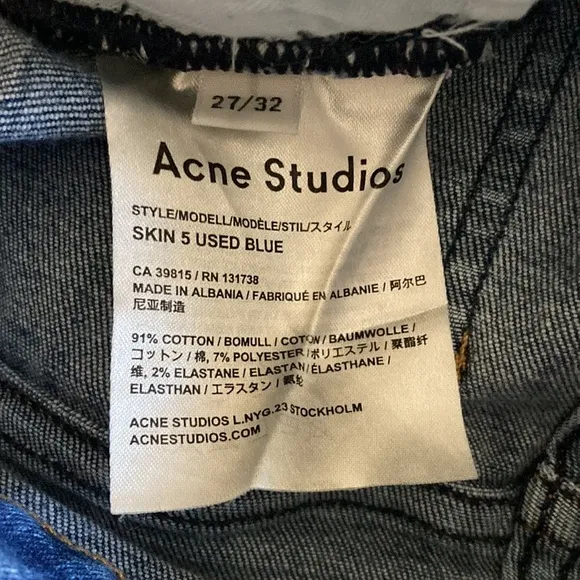 27/32
Acne Studios
STYLE/MODELL/MODÈLE/STIL/スタイル
SKIN 5 USED BLUE
CA 39815 / RN 131738
MADE IN ALBANIA / FABRIQUÉ EN ALBANIE / 阿尔巴
尼亚制造
91% COTTON / BOMULL / COTON / BAUMWOLLE /
コットン / 棉, 7% POLYESTER/ポリエステル / 聚酯纤
维, 2% ELASTANE / ELASTAN / ÉLASTHANE /
ELASTHAN / エラスタン /
ACNE STUDIOS L.NYG.23 STOCKHOLM
ACNESTUDIOS.COM